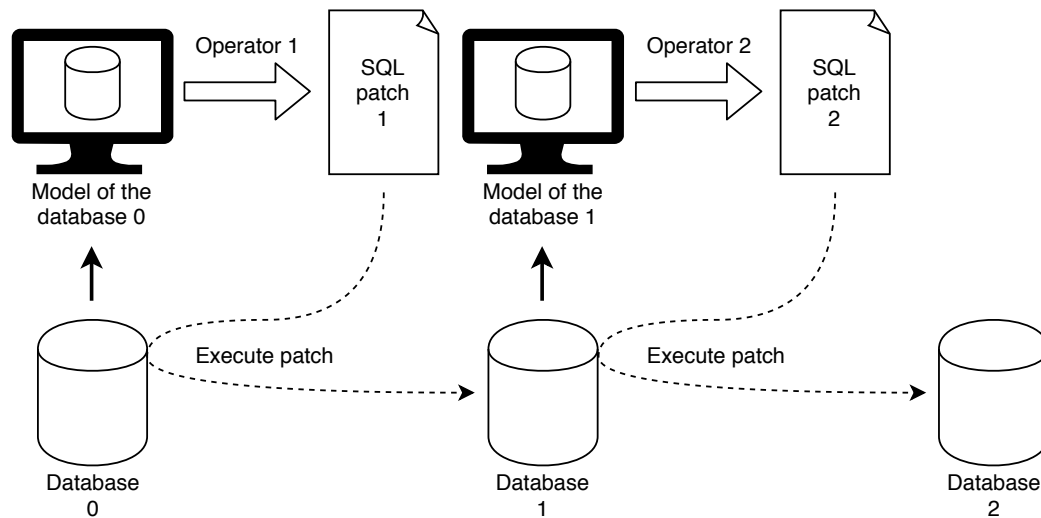 Operator 1
SQL
patch
1
Operator 2
SQL
patch
2
Model of the
database 0
Model of the
database 1
Execute patch
Execute patch
Database
0
Database
1
Database
2